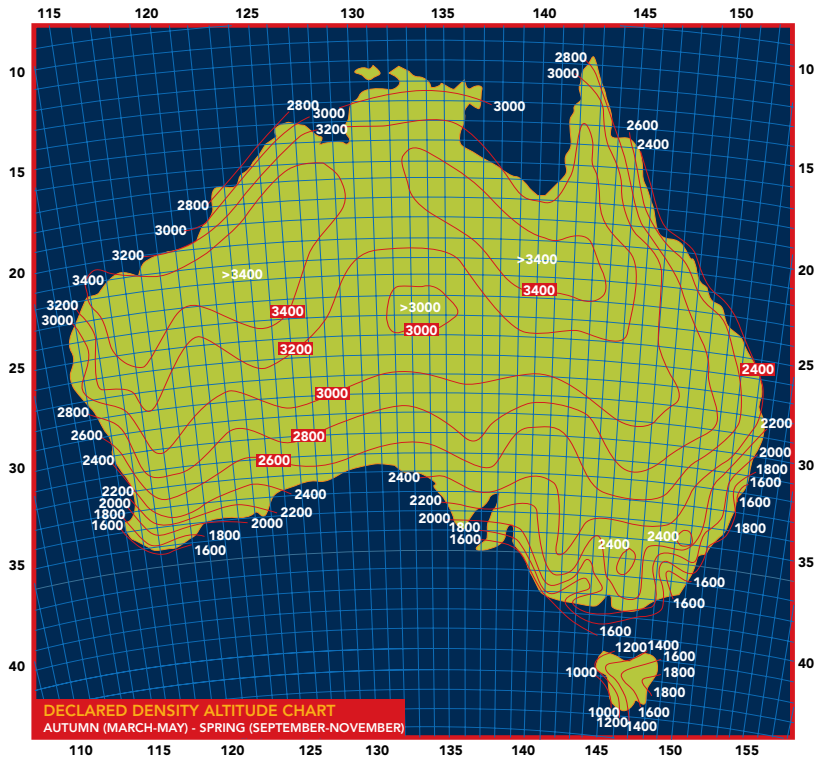 115 120 125 130 135 140 145 150
2800
10 3000 10
2800 3000 3000
3200 2600
2400
15 15
2800
3000
3200 >3400
20 3400 >3400 20
3400
3200 3400 >3000
3000 3000
3200
25 2400 25
3000
2800 2200
2600 2800
2400 2600 2000
30 2400 1800 30
2200 2400 2200 1600
2000 2200 2000 1600
1800 2000 1800 1800
1600 1800 1600
1600 2400 2400
35 35
1600
1600
1600
1200 1400
40 1000 1600 40
1800
1800
1000 1600
1200 1400
DECLARED DENSITY ALTITUDE CHART
AUTUMN (MARCH-MAY) - SPRING (SEPTEMBER-NOVEMBER)
110 115 120 125 130 135 140 145 150 155